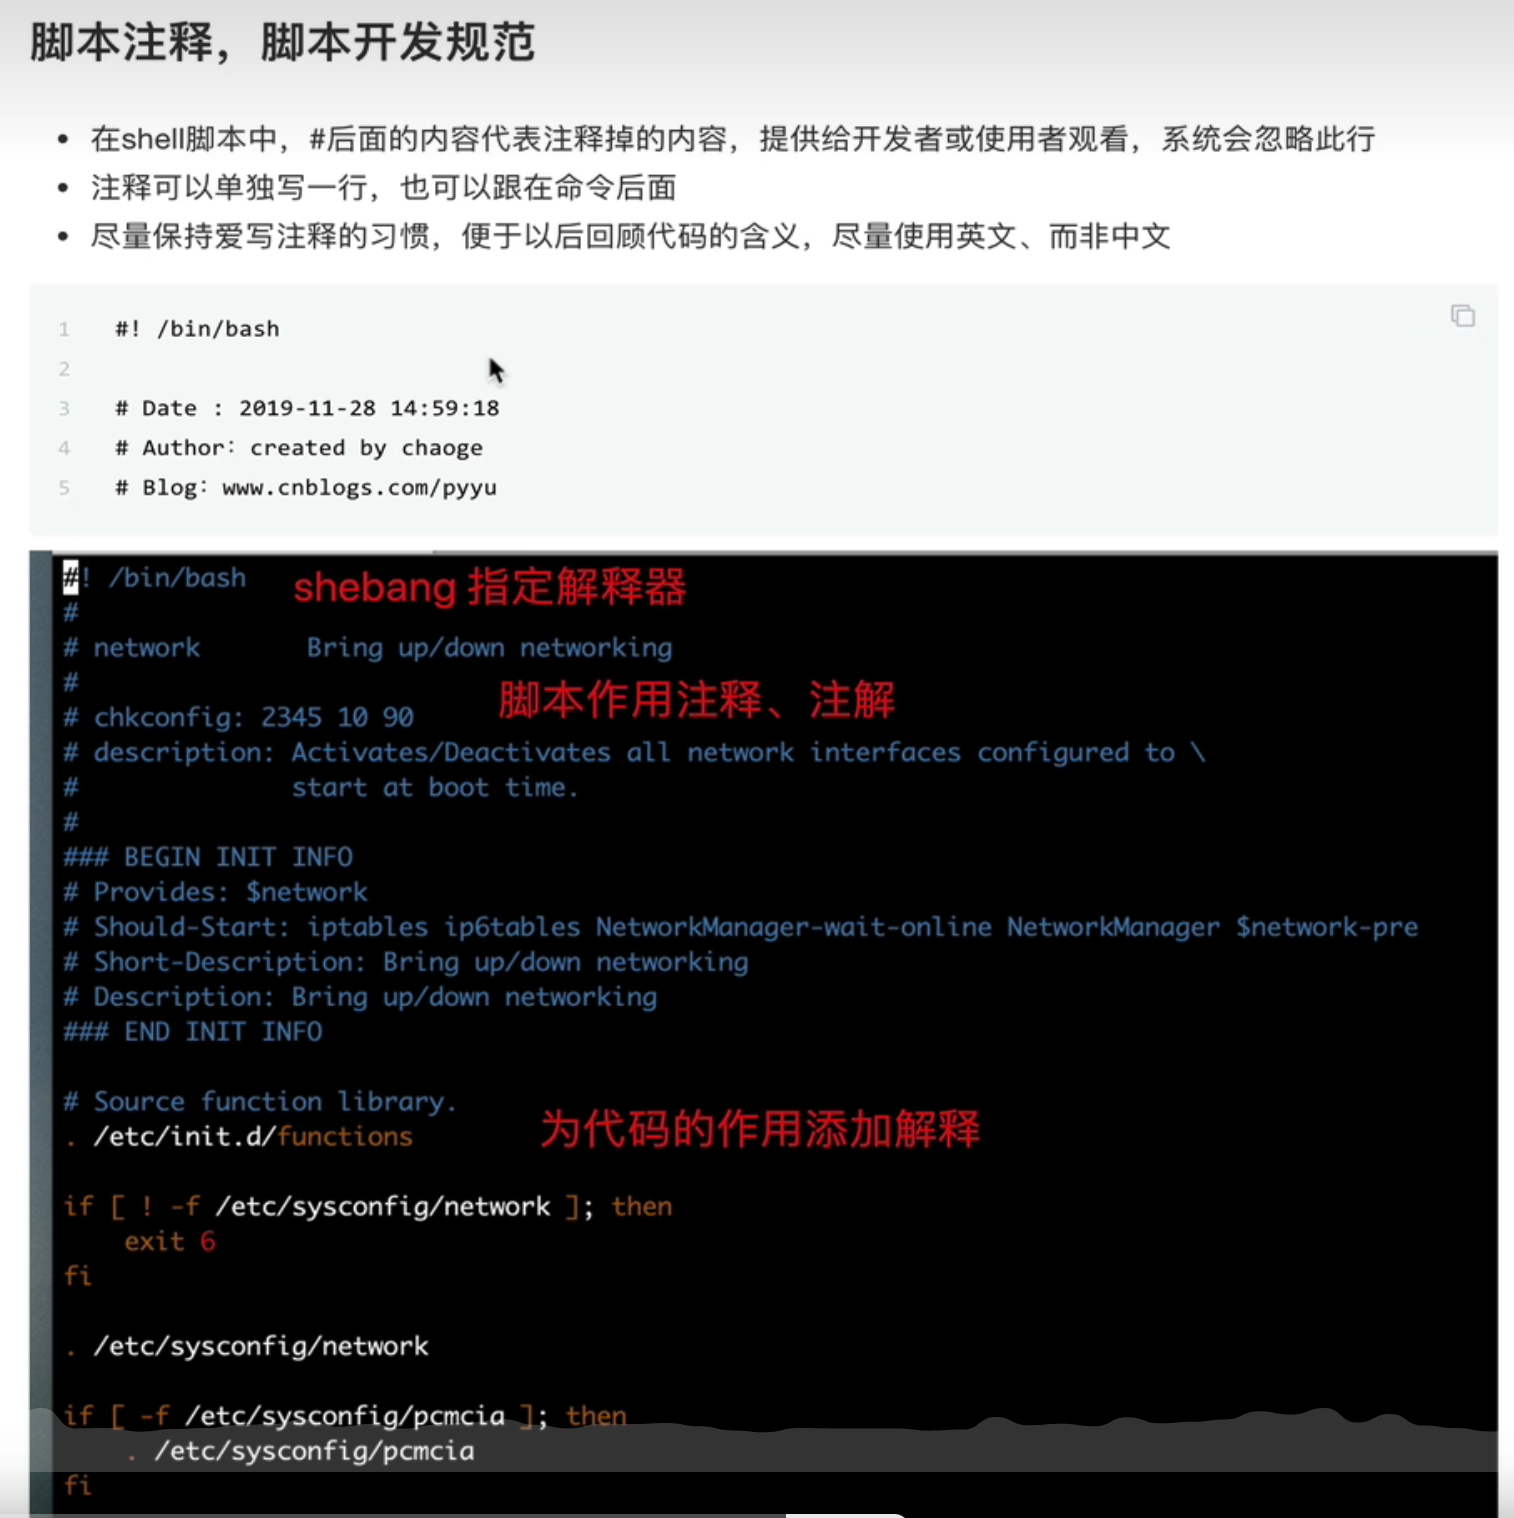 脚本注释，脚本开发规范
• 在shell脚本中，#后面的内容代表注释掉的内容，提供给开发者或使用者观看，系统会忽略此行
• 注释可以单独写一行，也可以跟在命令后面
• 尽量保持爱写注释的习惯，便于以后回顾代码的含义，尽量使用英文、而非中文
1 #! /bin/bash
2
3 # Date : 2019-11-28 14:59:18
4 # Author：created by chaoge
5 # Blog：www.cnblogs.com/pyyu
#! /bin/bash shebang 指定解释器
#
# network Bring up/down networking
#
脚本作用注释、注解
# chkconfig: 2345 10 90
# description: Activates/Deactivates all network interfaces configured to \
# start at boot time.
#
### BEGIN INIT INFO
# Provides: $network
# Should-Start: iptables ip6tables NetworkManager-wait-online NetworkManager $network-pre
# Short-Description: Bring up/down networking
# Description: Bring up/down networking
### END INIT INFO
# Source function library.
. /etc/init.d/functions 为代码的作用添加解释
if [ ! -f /etc/sysconfig/network ]; then
exit 6
fi
. /etc/sysconfig/network
if [ -f /etc/sysconfig/pcmcia ]; then
. /etc/sysconfig/pcmcia
fi